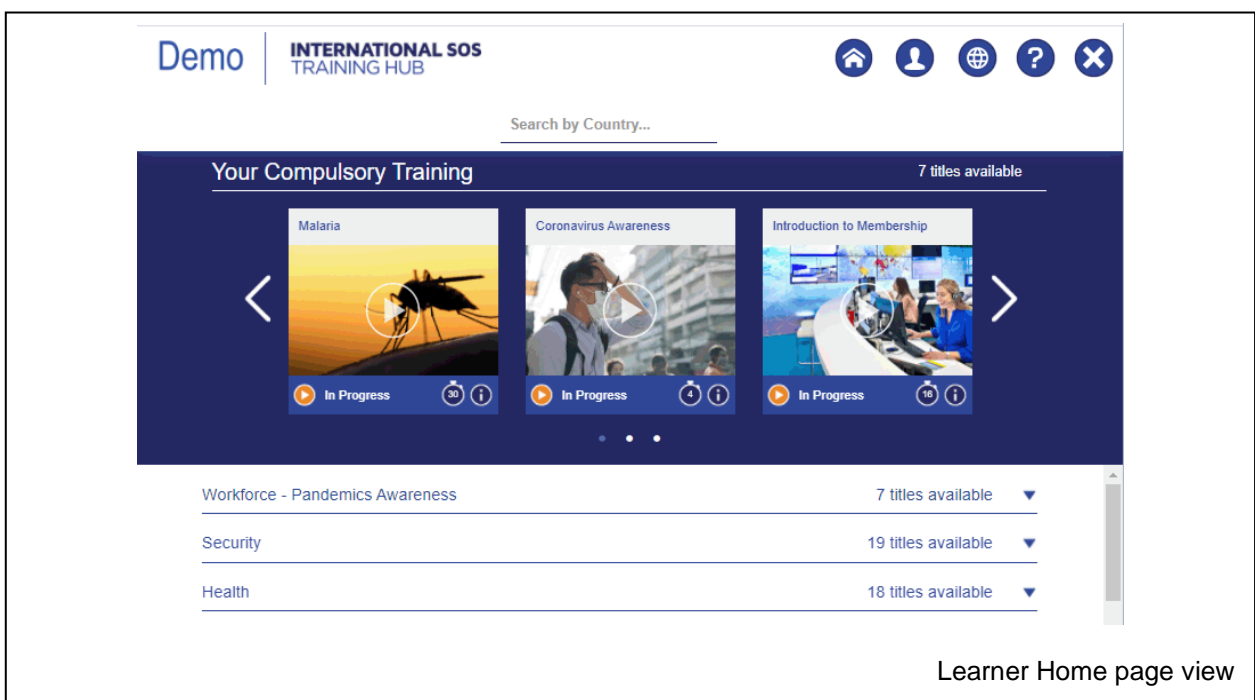 Demo
INTERNATIONAL SOS
TRAINING HUB
?
Search by Country...
Your Compulsory Training
7 titles available
Malaria
Coronavirus Awareness
Introduction to Membership
In Progress
30
i
In Progress
4
i
In Progress
16
i
Workforce - Pandemics Awareness
7 titles available
Security
19 titles available
Health
18 titles available
Learner Home page view